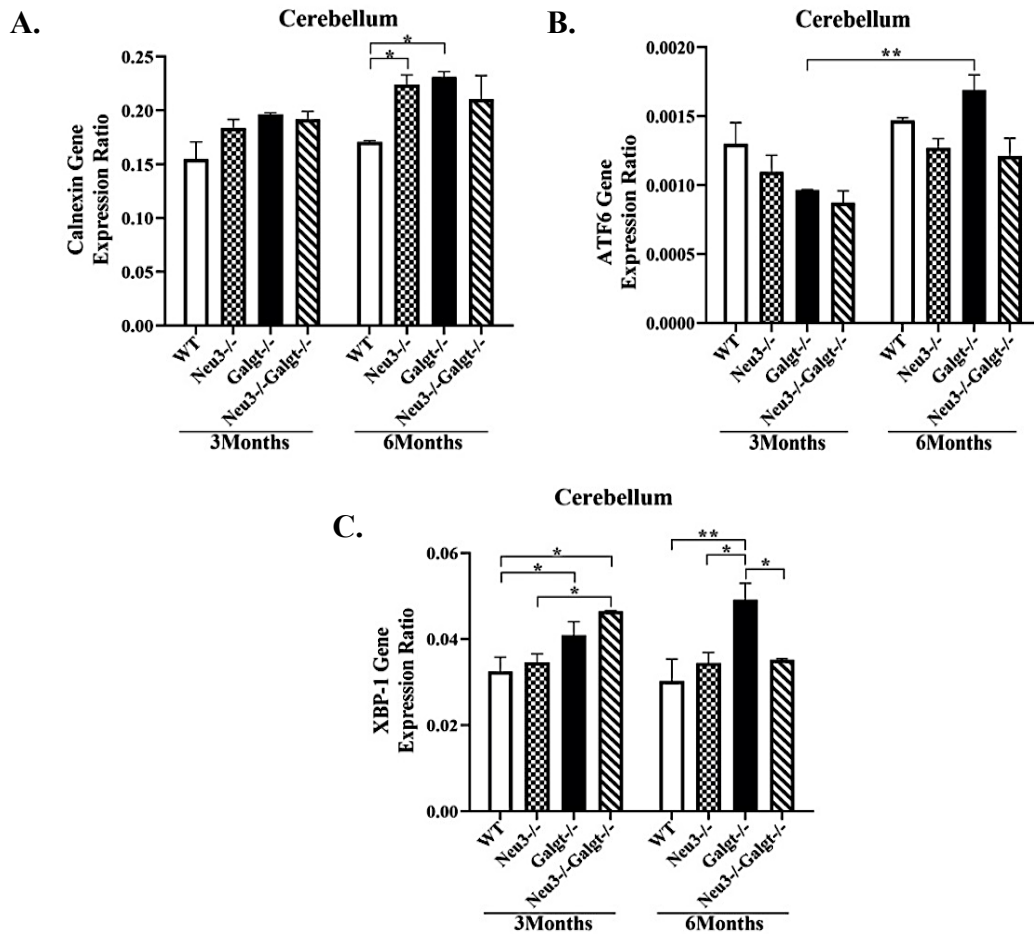 A.
Cerebellum
Calnexin Gene
Expression Ratio
0.25
0.20
0.15
0.10
0.05
0.00
*
*
WT
Neu3-/-
Galgt-/-
Neu3-/-Galgt-/-
3Months
WT
Neu3-/-
Galgt-/-
Neu3-/-Galgt-/-
6Months
B.
Cerebellum
ATF6 Gene
Expression Ratio
0.0020
0.0015
0.0010
0.0005
0.0000
**
WT
Neu3-/-
Galgt-/-
Neu3-/-Galgt-/-
3Months
WT
Neu3-/-
Galgt-/-
Neu3-/-Galgt-/-
6Months
C.
Cerebellum
XBP-1 Gene
Expression Ratio
0.06
0.04
0.02
0.00
*
*
*
**
*
*
WT
Neu3-/-
Galgt-/-
Neu3-/-Galgt-/-
3Months
WT
Neu3-/-
Galgt-/-
Neu3-/-Galgt-/-
6Months